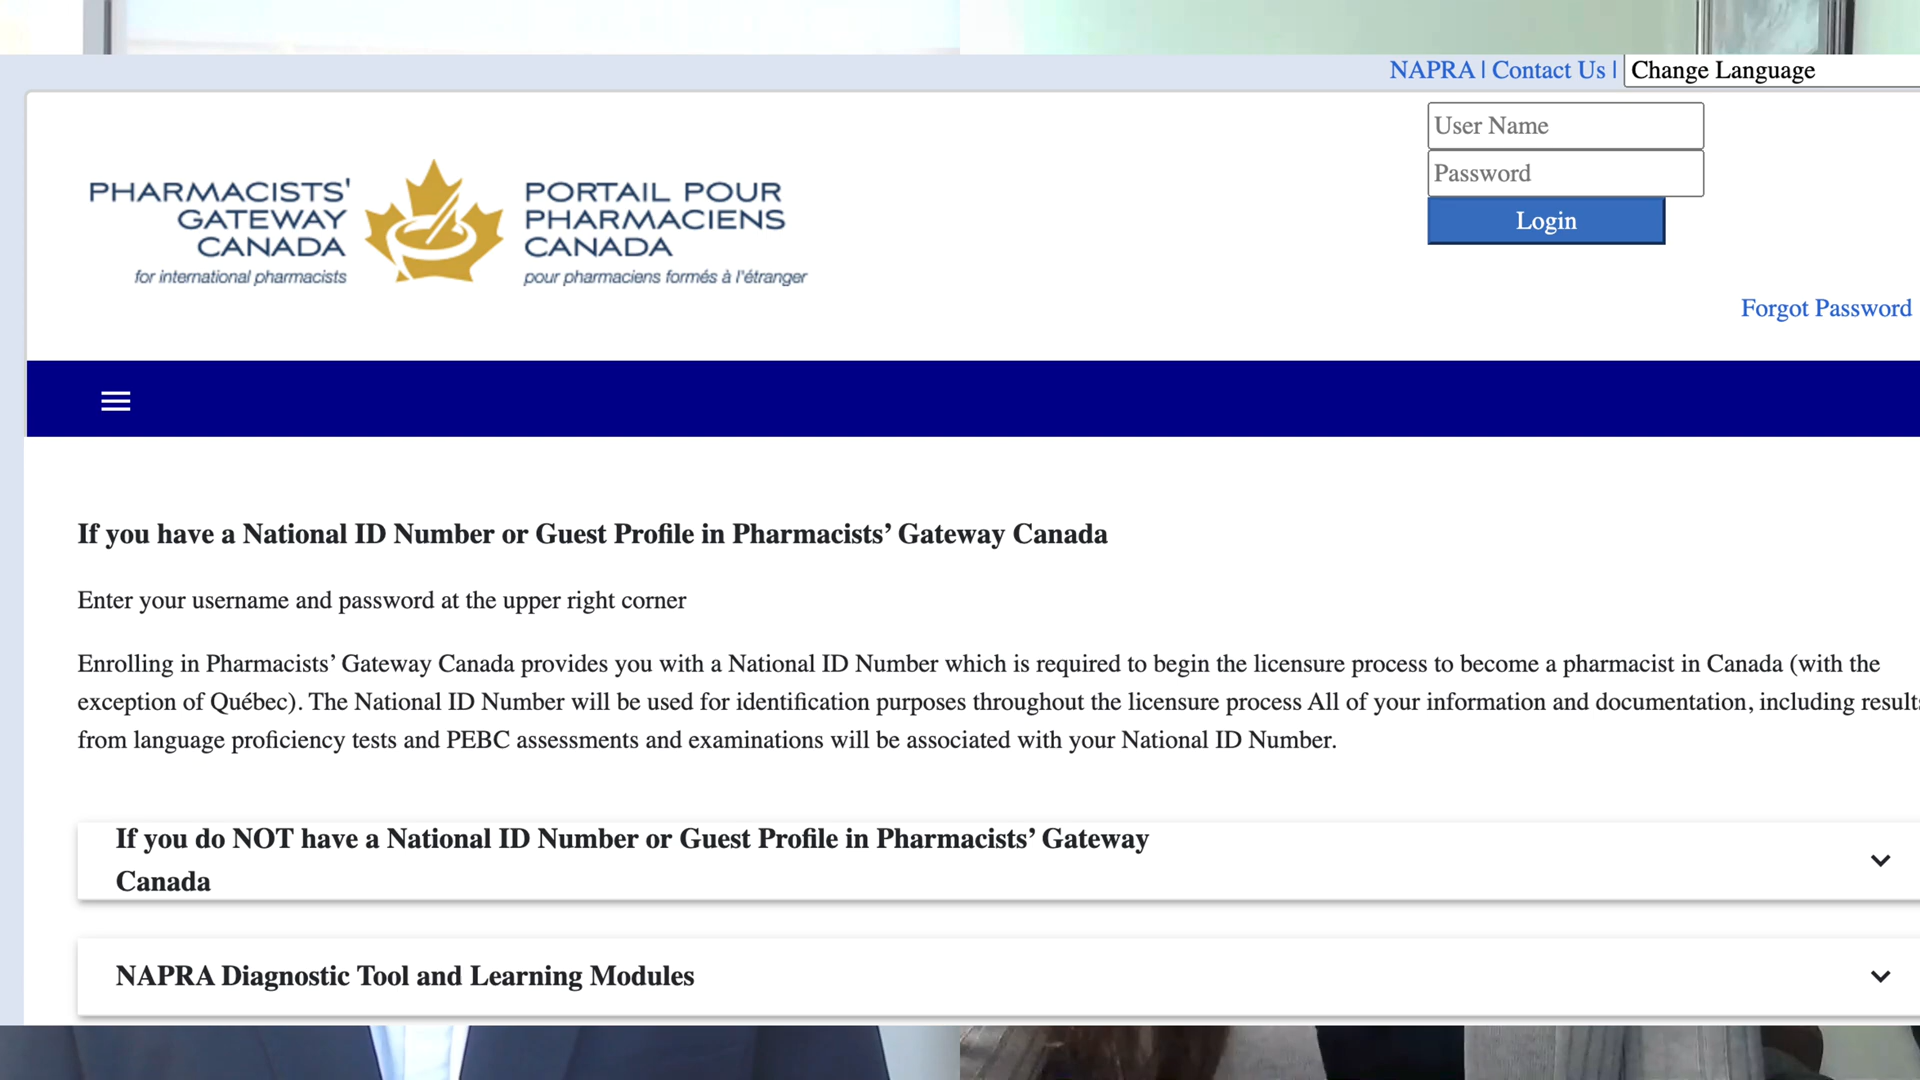 NAPRA | Contact Us | Change Language
User Name
Password
Login
Forgot Password
PHARMACISTS'
GATEWAY
CANADA
for international pharmacists
PORTAIL POUR
PHARMACIENS
CANADA
pour pharmaciens formés à l'étranger
If you have a National ID Number or Guest Profile in Pharmacists’ Gateway Canada
Enter your username and password at the upper right corner
Enrolling in Pharmacists’ Gateway Canada provides you with a National ID Number which is required to begin the licensure process to become a pharmacist in Canada (with the
exception of Québec). The National ID Number will be used for identification purposes throughout the licensure process All of your information and documentation, including results
from language proficiency tests and PEBC assessments and examinations will be associated with your National ID Number.
If you do NOT have a National ID Number or Guest Profile in Pharmacists’ Gateway
Canada
NAPRA Diagnostic Tool and Learning Modules